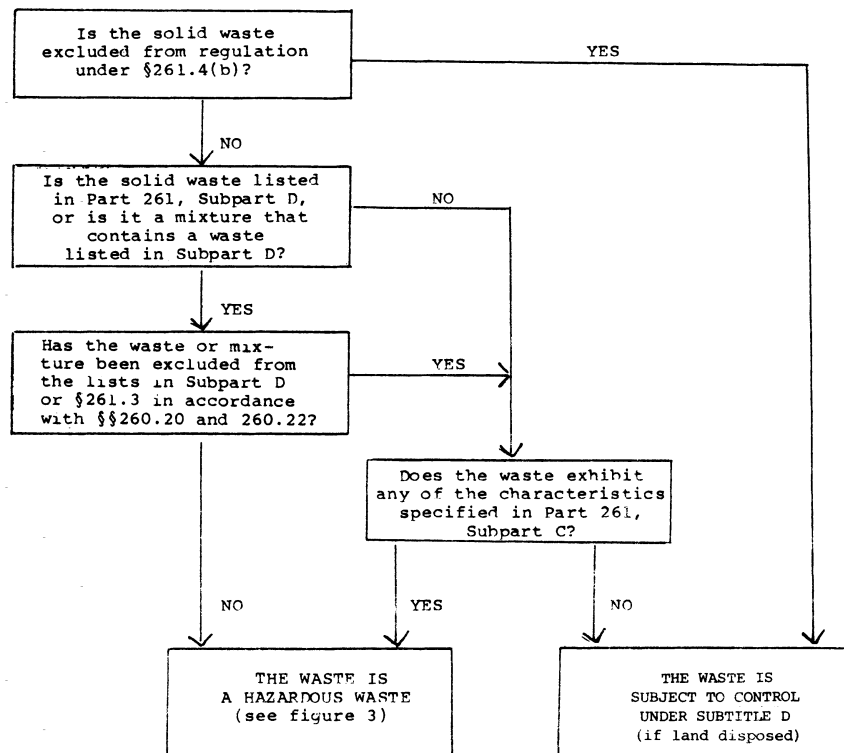 Is the solid waste
excluded from regulation
under §261.4(b)?
YES
NO
Is the solid waste listed
in Part 261, Subpart D,
or is it a mixture that
contains a waste
listed in Subpart D?
NO
YES
Has the waste or mix-
ture been excluded from
the lists in Subpart D
or §261.3 in accordance
with §§260.20 and 260.22?
YES
Does the waste exhibit
any of the characteristics
specified in Part 261,
Subpart C?
NO
YES
NO
THE WASTE IS
A HAZARDOUS WASTE
(see figure 3)
THE WASTE IS
SUBJECT TO CONTROL
UNDER SUBTITLE D
(if land disposed)